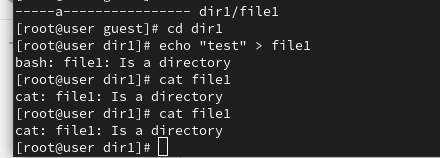 -----a---------------- dir1/file1
[root@user guest]# cd dir1
[root@user dir1]# echo "test" > file1
bash: file1: Is a directory
[root@user dir1]# cat file1
cat: file1: Is a directory
[root@user dir1]# cat file1
cat: file1: Is a directory
[root@user dir1]#